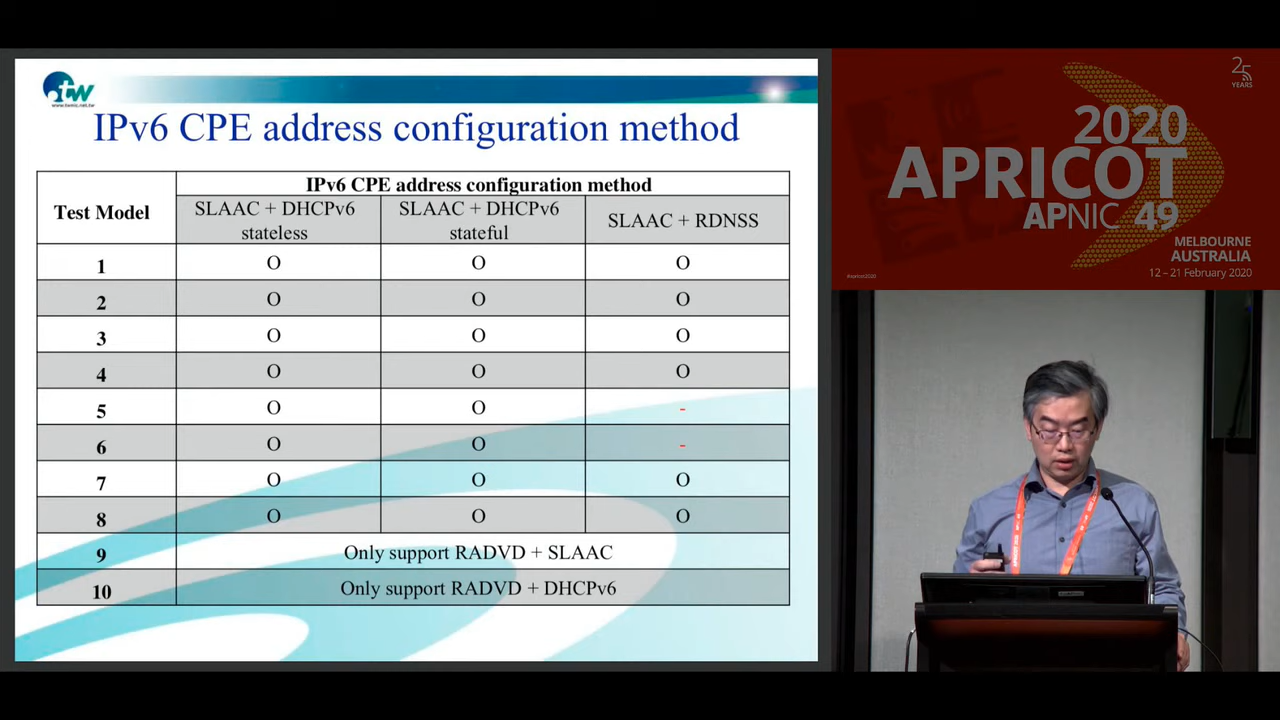 tw
www.twnic.net.tw
IPv6 CPE address configuration method
Test Model
IPv6 CPE address configuration method
SLAAC + DHCPv6 stateless
SLAAC + DHCPv6 stateful
SLAAC + RDNSS
1 O O O
2 O O O
3 O O O
4 O O O
5 O O -
6 O O -
7 O O O
8 O O O
9 Only support RADVD + SLAAC
10 Only support RADVD + DHCPv6
25
YEARS
2020
APRICOT
APNIC 49
MELBOURNE
AUSTRALIA
12 – 21 February 2020
#apricot2020